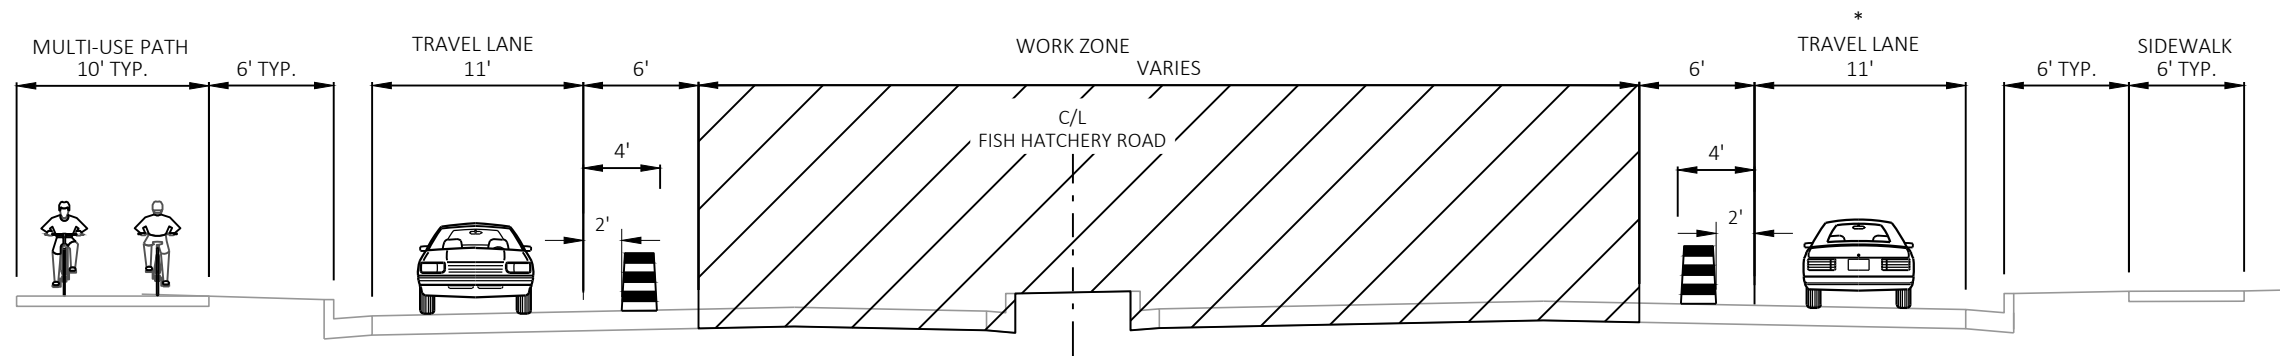 *
MULTI-USE PATH
10' TYP.
6' TYP.
TRAVEL LANE
11'
6'
WORK ZONE
VARIES
6'
TRAVEL LANE
11'
6' TYP.
SIDEWALK
6' TYP.
C/L
FISH HATCHERY ROAD
4'
4'
2'
2'